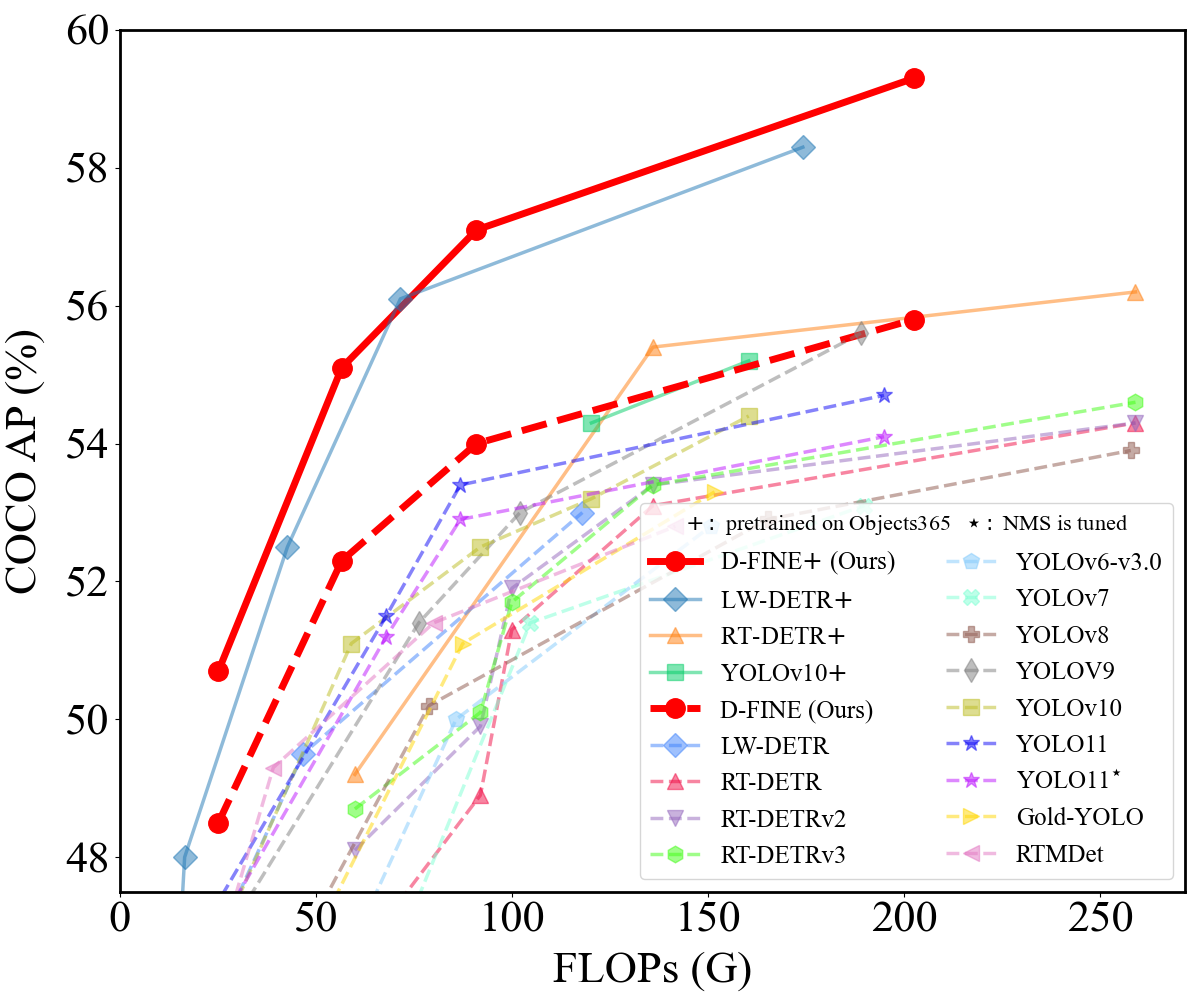 60
58
56
54
52
50
48
COCO AP (%)
0
50
100
150
200
250
FLOPs (G)
+ : pretrained on Objects365 ⋆ : NMS is tuned
D-FINE+ (Ours)
LW-DETR+
RT-DETR+
YOLOv10+
D-FINE (Ours)
LW-DETR
RT-DETR
RT-DETRv2
RT-DETRv3
YOLOv6-v3.0
YOLOv7
YOLOv8
YOLOV9
YOLOv10
YOLO11
YOLO11⋆
Gold-YOLO
RTMDet